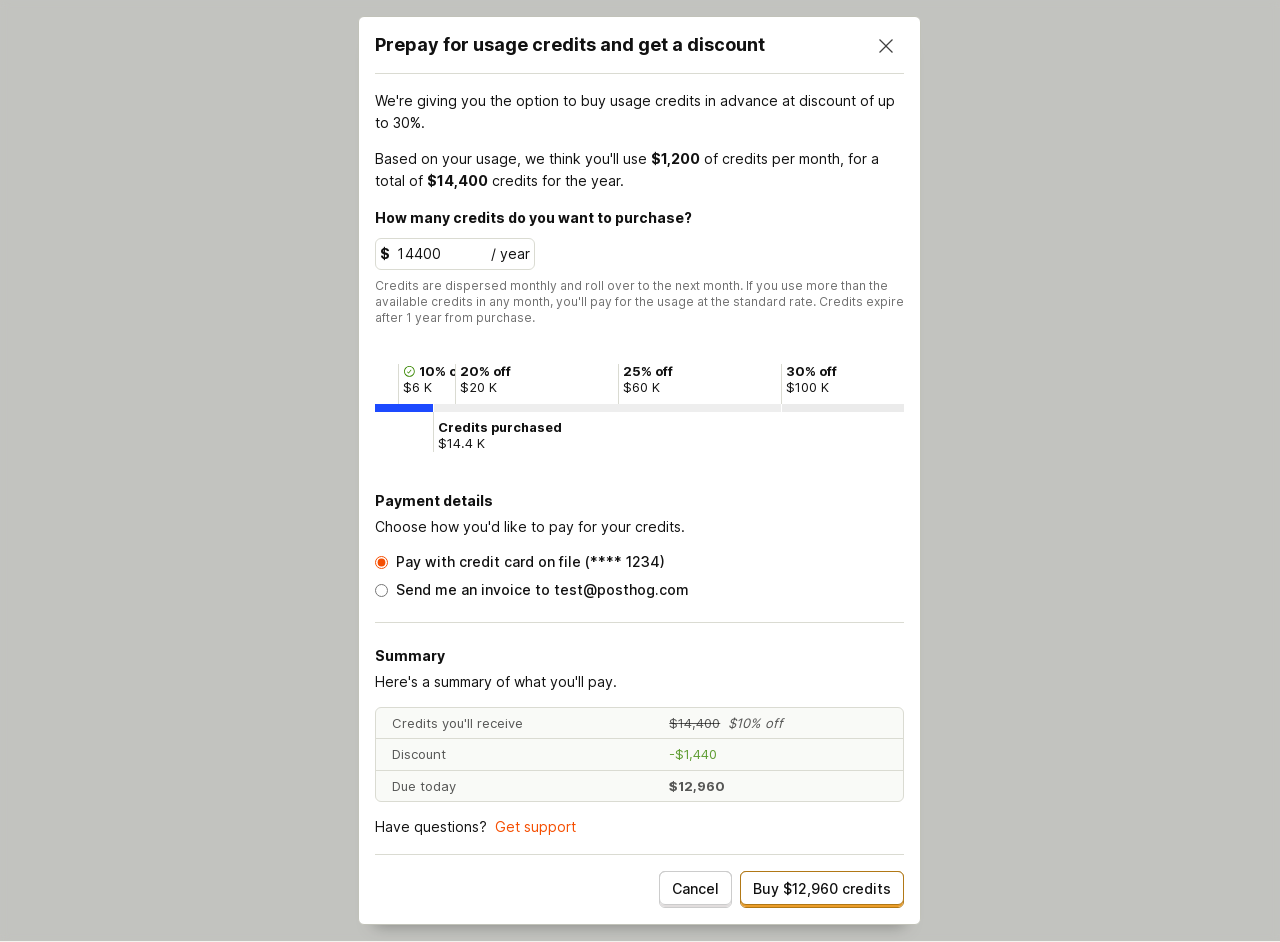 Prepay for usage credits and get a discount
We're giving you the option to buy usage credits in advance at discount of up
to 30%.
Based on your usage, we think you'll use $1,200 of credits per month, for a
total of $14,400 credits for the year.
How many credits do you want to purchase?
$ 14400 / year
Credits are dispersed monthly and roll over to the next month. If you use more than the
available credits in any month, you'll pay for the usage at the standard rate. Credits expire
after 1 year from purchase.
10% o 20% off 25% off 30% off
$6 K $20 K $60 K $100 K
Credits purchased
$14.4 K
Payment details
Choose how you'd like to pay for your credits.
Pay with credit card on file (**** 1234)
Send me an invoice to test@posthog.com
Summary
Here's a summary of what you'll pay.
Credits you'll receive $14,400 $10% off
Discount -$1,440
Due today $12,960
Have questions? Get support
Cancel Buy $12,960 credits